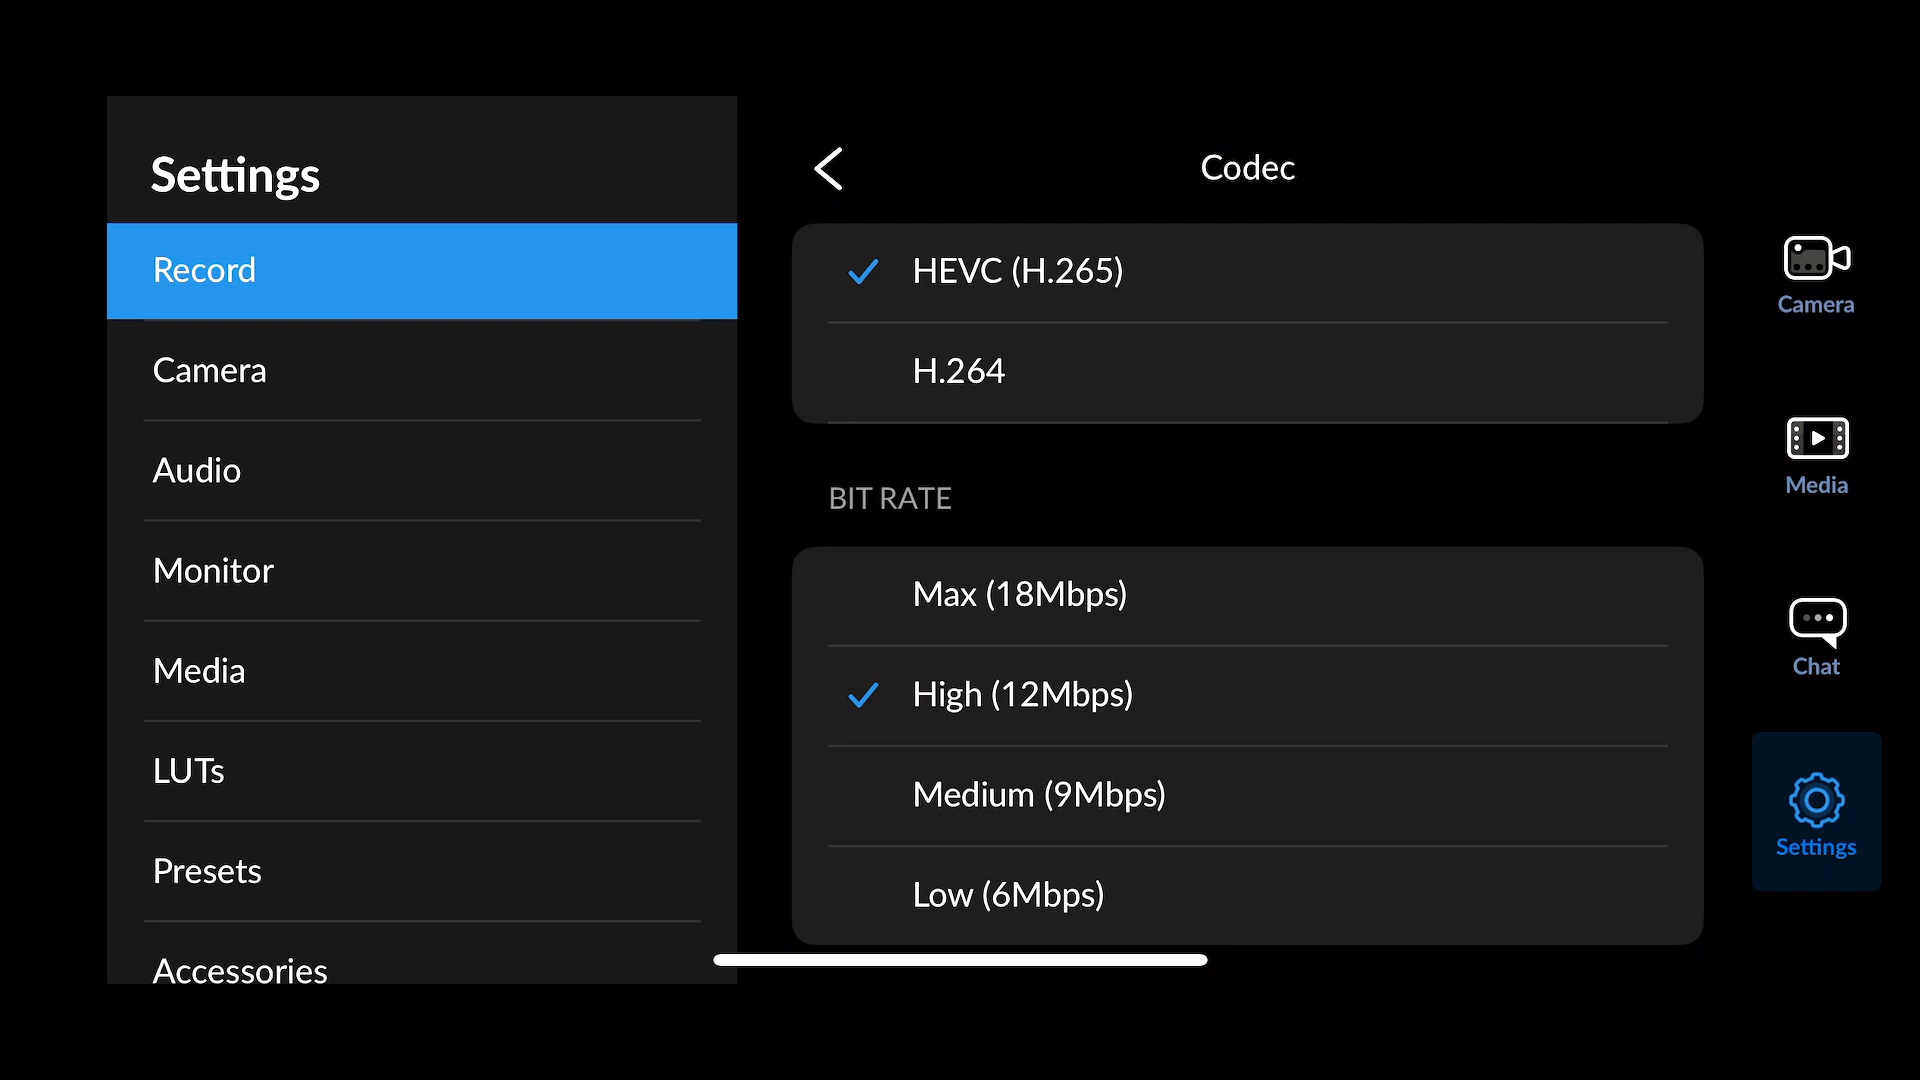 Settings
Record
Camera
Audio
Monitor
Media
LUTs
Presets
Accessories
Codec
HEVC (H.265)
H.264
BIT RATE
Max (18Mbps)
High (12Mbps)
Medium (9Mbps)
Low (6Mbps)
Camera
Media
Chat
Settings